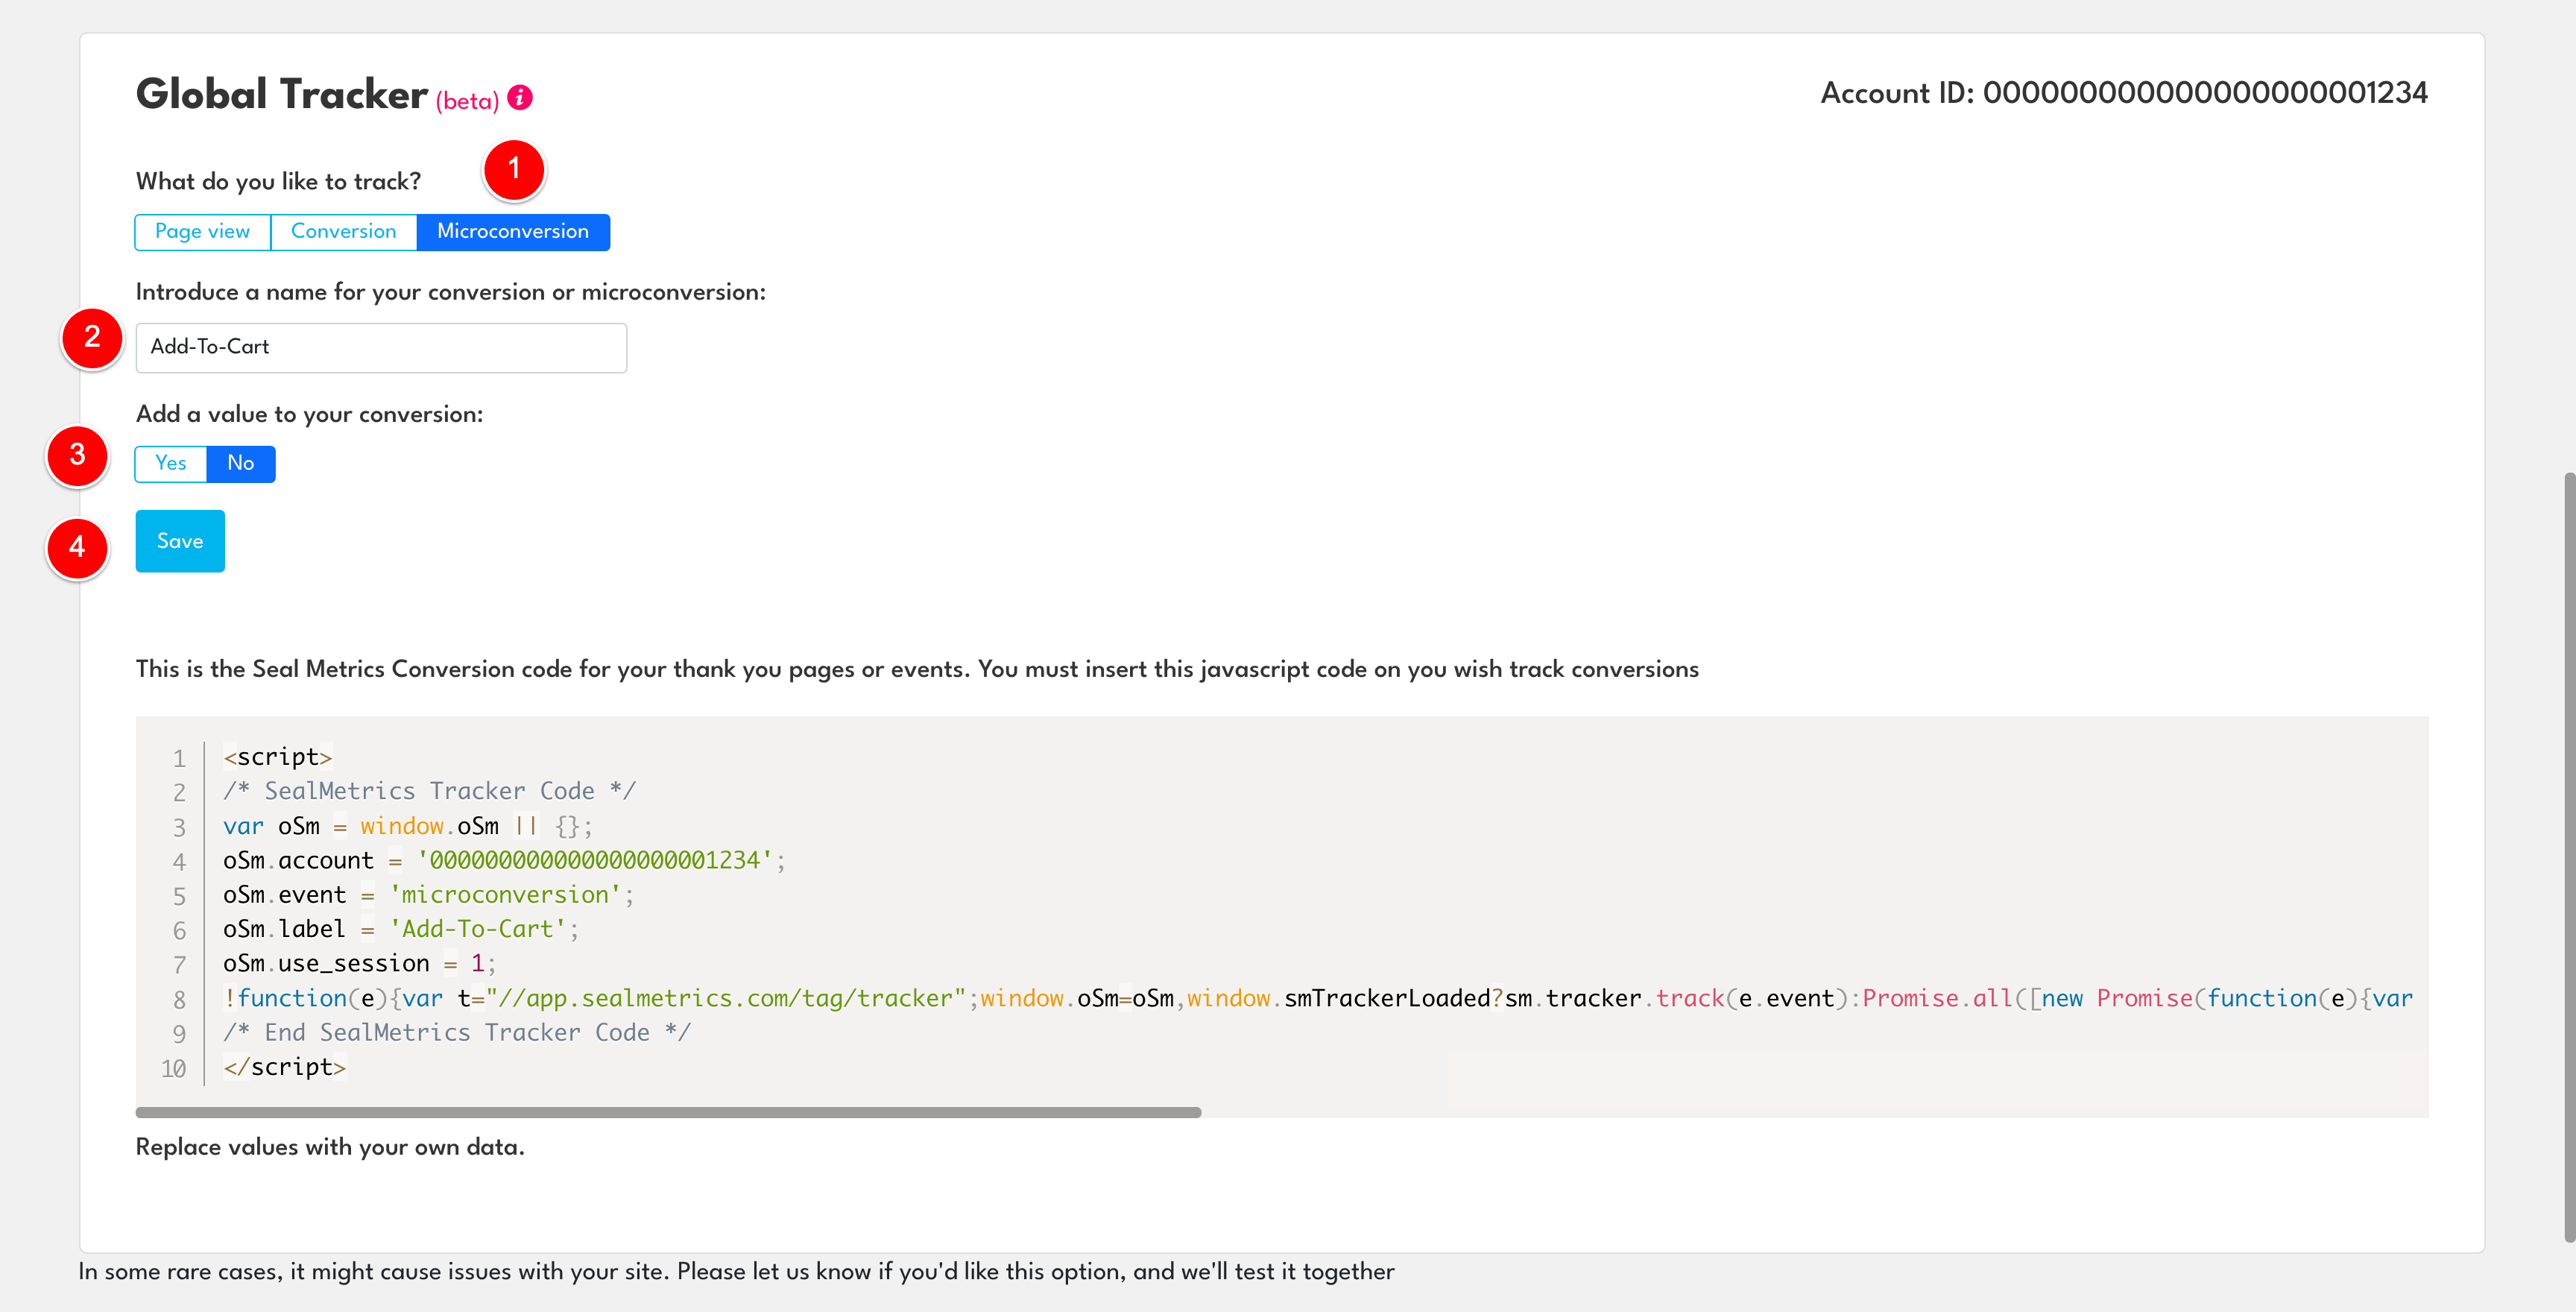 Global Tracker (beta) i
Account ID: 000000000000000000001234
1
What do you like to track?
Page view Conversion Microconversion
Introduce a name for your conversion or microconversion:
2
Add-To-Cart
Add a value to your conversion:
3
Yes No
4
Save
This is the Seal Metrics Conversion code for your thank you pages or events. You must insert this javascript code on you wish track conversions
1 <script>
2 /* SealMetrics Tracker Code */
3 var oSm = window.oSm || {};
4 oSm.account = '000000000000000000001234';
5 oSm.event = 'microconversion';
6 oSm.label = 'Add-To-Cart';
7 oSm.use_session = 1;
8 !function(e){var t="//app.sealmetrics.com/tag/tracker";window.oSm=oSm,window.smTrackerLoaded?sm.tracker.track(e.event):Promise.all([new Promise(function(e){var
9 /* End SealMetrics Tracker Code */
10 </script>
Replace values with your own data.
In some rare cases, it might cause issues with your site. Please let us know if you'd like this option, and we'll test it together